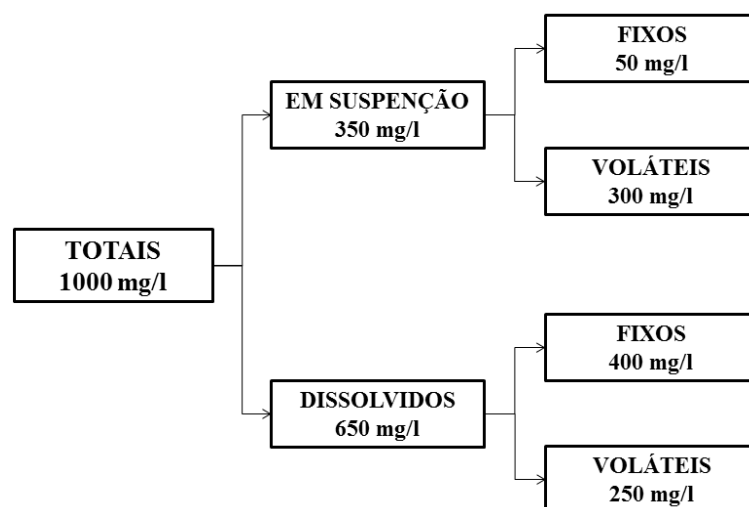 TOTAIS
1000 mg/l
EM SUSPENÇÃO
350 mg/l
FIXOS
50 mg/l
VOLÁTEIS
300 mg/l
DISSOLVIDOS
650 mg/l
FIXOS
400 mg/l
VOLÁTEIS
250 mg/l